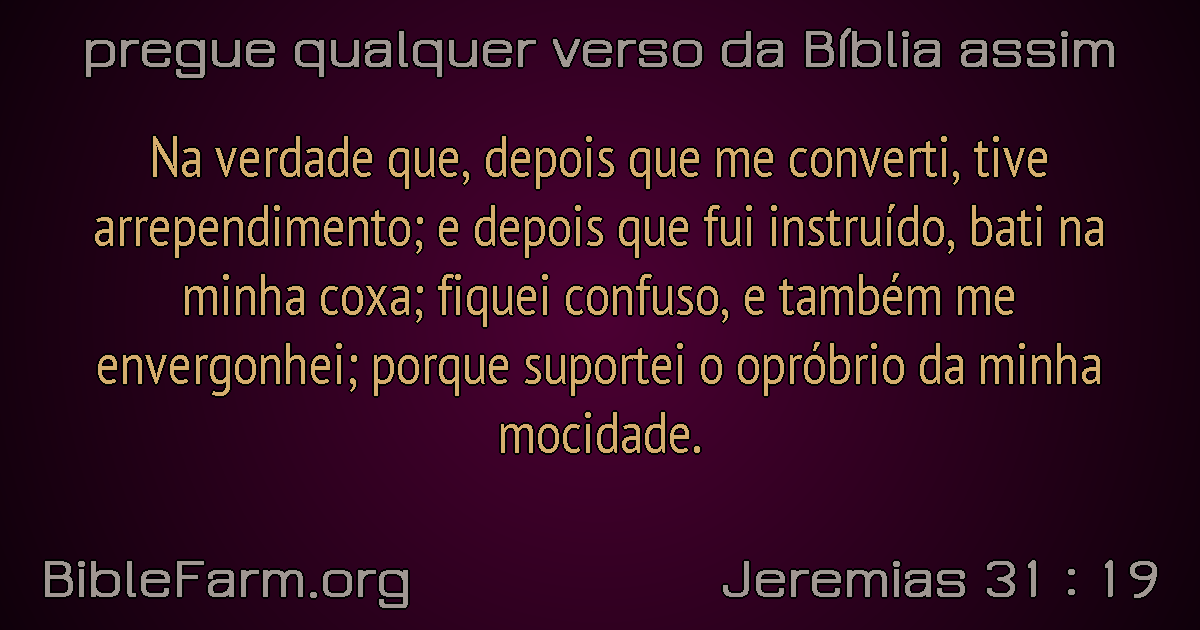 pregue qualquer verso da Bíblia assim
Na verdade que, depois que me converti, tive
arrependimento; e depois que fui instruído, bati na
minha coxa; fiquei confuso, e também me
envergonhei; porque suportei o opróbrio da minha
mocidade.
BibleFarm.org
Jeremias 31 : 19